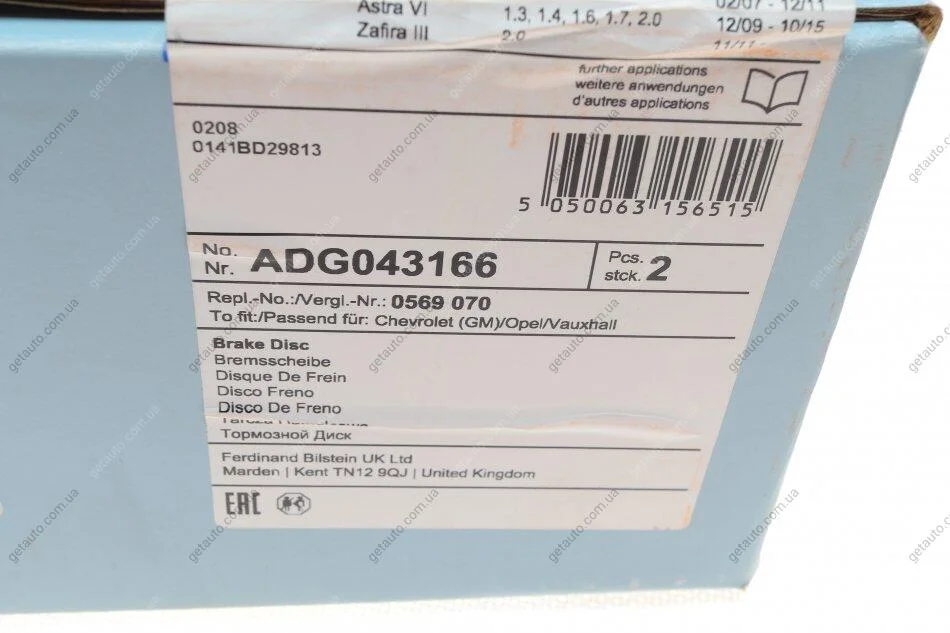 Astra VI 1.3, 1.4, 1.6, 1.7, 2.0 12/09 - 10/15
Zafira III 2.0 11/11-
further applications
weitere anwendungen
d'autres applications
0208
0141BD29813
5 050063 156515
No.
Nr. ADG043166
Pcs.
stck. 2
Repl.-No.:/Vergl.-Nr.: 0569 070
To fit:/Passend für: Chevrolet (GM)/Opel/Vauxhall
Brake Disc
Bremsscheibe
Disque De Frein
Disco Freno
Disco De Freno
Тормозной Диск
Ferdinand Bilstein UK Ltd
Marden | Kent TN12 9QJ | United Kingdom
EAC
getauto.com.ua